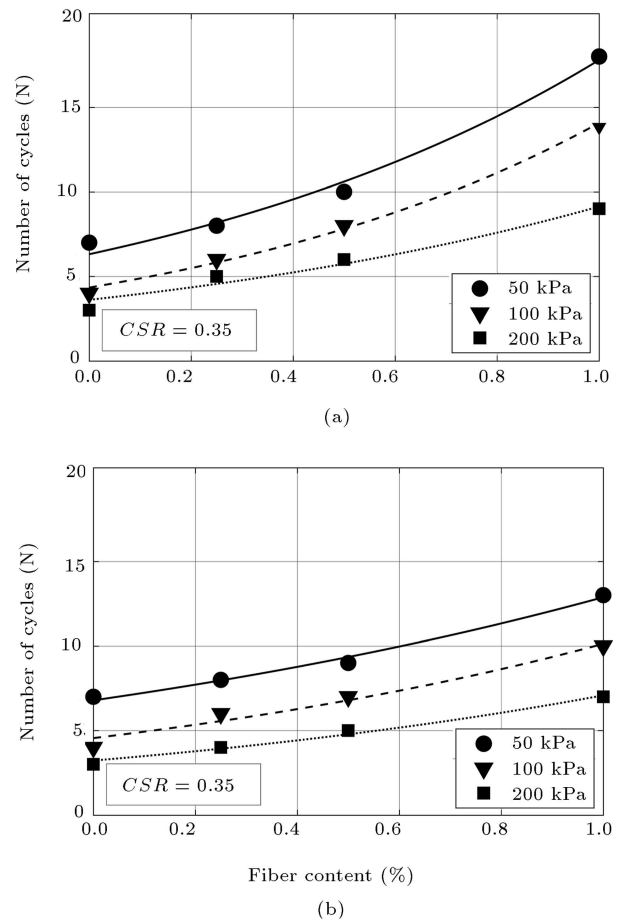 20
15
10
5
0
Number of cycles (N)
50 kPa
100 kPa
200 kPa
CSR = 0.35
0.0 0.2 0.4 0.6 0.8 1.0
(a)
20
15
10
5
0
Number of cycles (N)
50 kPa
100 kPa
200 kPa
CSR = 0.35
0.0 0.2 0.4 0.6 0.8 1.0
Fiber content (%)
(b)